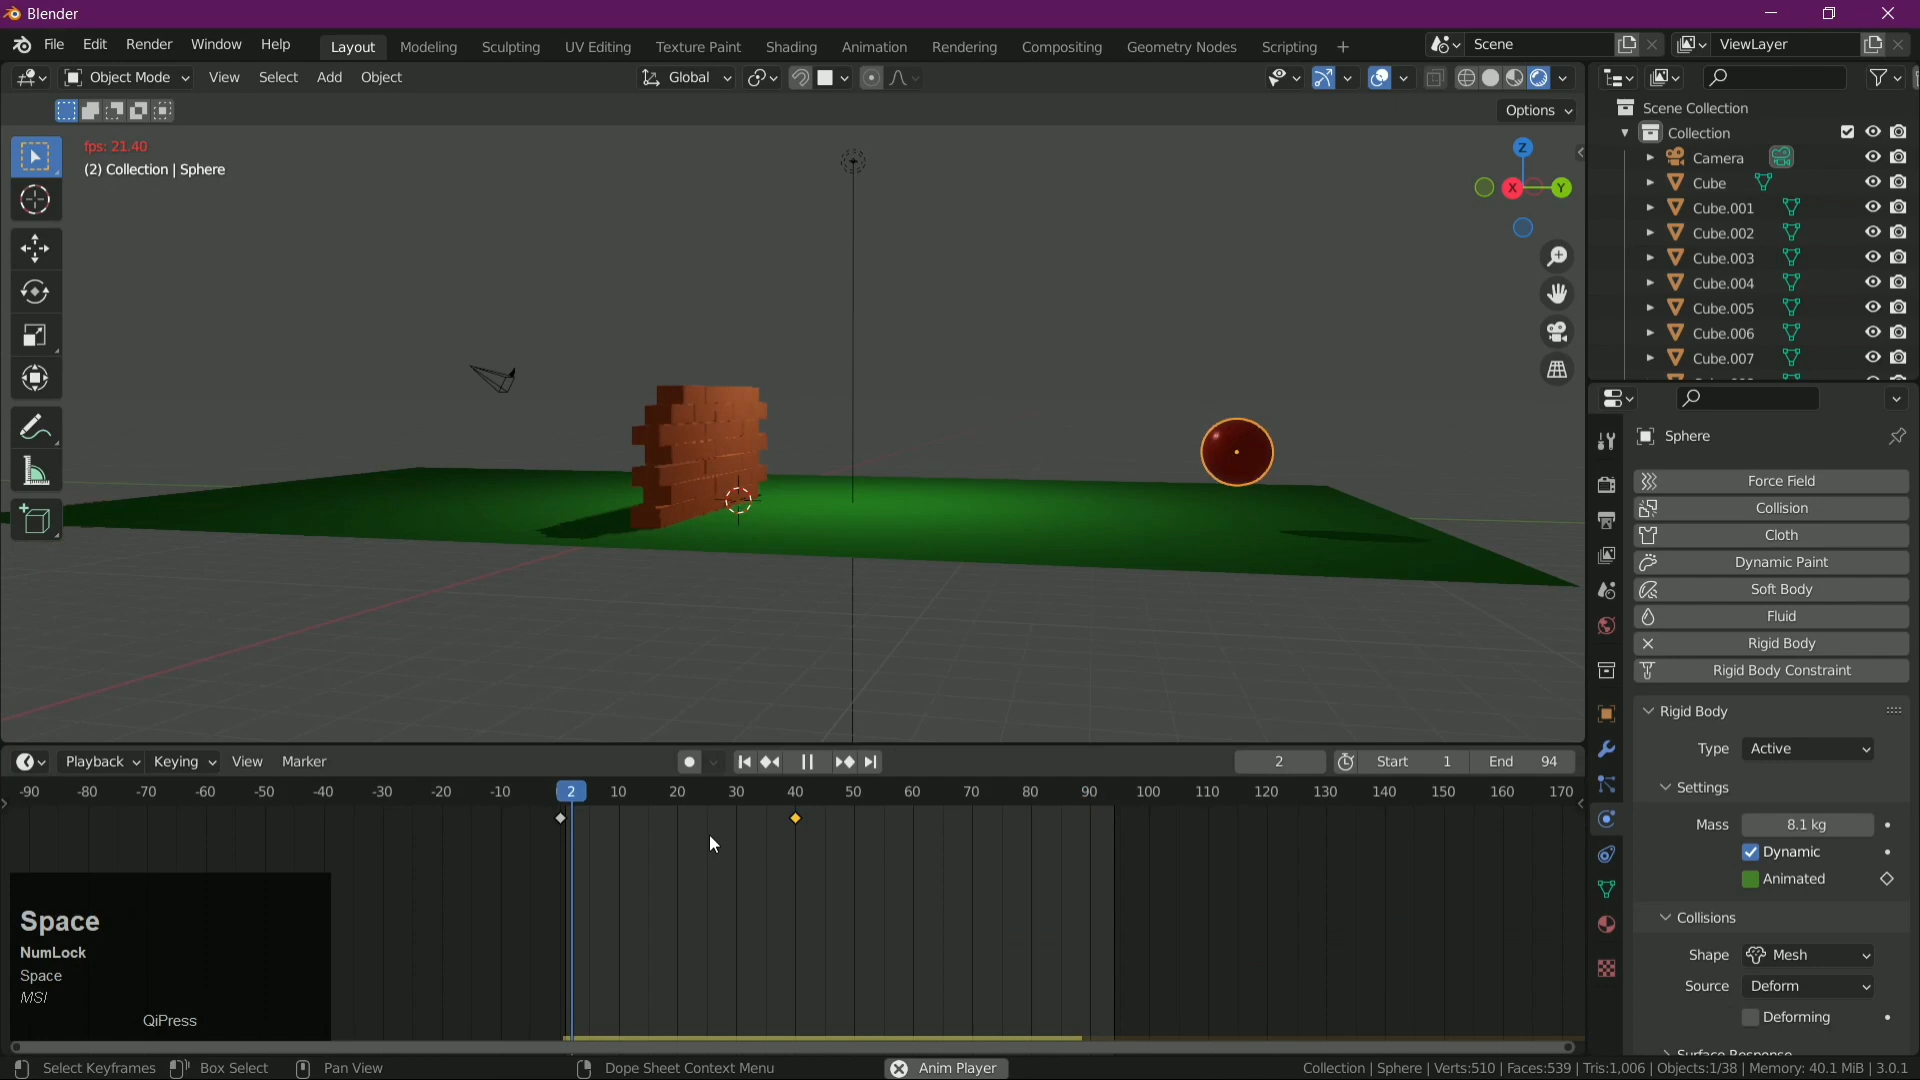 Blender
File Edit Render Window Help Layout Modeling Sculpting UV Editing Texture Paint Shading Animation Rendering Compositing Geometry Nodes Scripting + Scene ViewLayer
Object Mode View Select Add Object Global
Options
fps: 21.40
(2) Collection | Sphere
Z
X
Y
Scene Collection
Collection
Camera
Cube
Cube.001
Cube.002
Cube.003
Cube.004
Cube.005
Cube.006
Cube.007
Sphere
Force Field
Collision
Cloth
Dynamic Paint
Soft Body
Fluid
Rigid Body
Rigid Body Constraint
Rigid Body
Type Active
Settings
Mass 8.1 kg
Dynamic
Animated
Collisions
Shape Mesh
Source Deform
Deforming
Surface Response
Playback Keying View Marker 2 Start 1 End 94
-90 -80 -70 -60 -50 -40 -30 -20 -10 2 10 20 30 40 50 60 70 80 90 100 110 120 130 140 150 160 170
Space
NumLock
Space
MSI
QiPress
Select Keyframes Box Select Pan View Dope Sheet Context Menu Anim Player Collection | Sphere | Verts:510 | Faces:539 | Tris:1,006 | Objects:1/38 | Memory: 40.1 MiB | 3.0.1